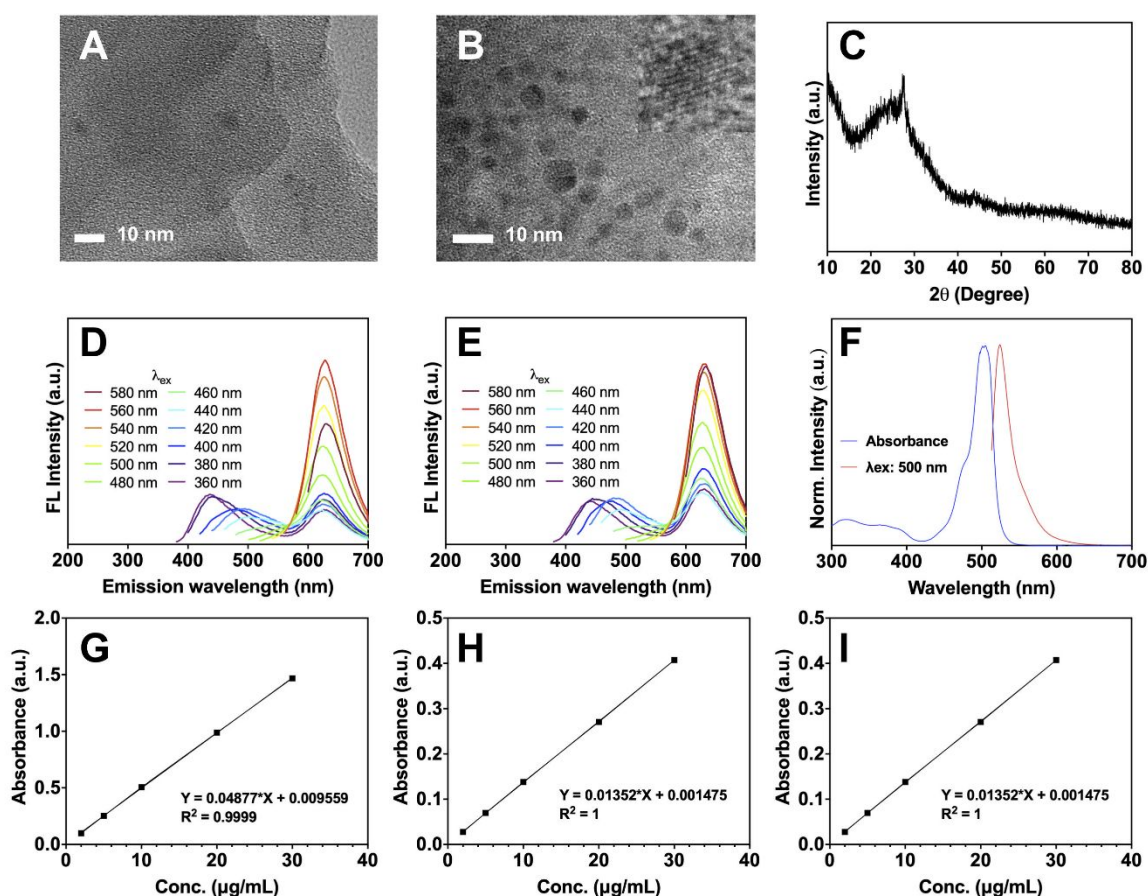 A
10 nm
B
10 nm
C
Intensity (a.u.)
10 20 30 40 50 60 70 80
2θ (Degree)
D
FL Intensity (a.u.)
λex
580 nm 460 nm
560 nm 440 nm
540 nm 420 nm
520 nm 400 nm
500 nm 380 nm
480 nm 360 nm
200 300 400 500 600 700
Emission wavelength (nm)
E
FL Intensity (a.u.)
λex
580 nm 460 nm
560 nm 440 nm
540 nm 420 nm
520 nm 400 nm
500 nm 380 nm
480 nm 360 nm
200 300 400 500 600 700
Emission wavelength (nm)
F
Norm. Intensity (a.u.)
Absorbance
λex: 500 nm
300 400 500 600 700
Wavelength (nm)
G
Absorbance (a.u.)
2.0
1.5
1.0
0.5
0.0
Y = 0.04877*X + 0.009559
R² = 0.9999
0 10 20 30 40
Conc. (µg/mL)
H
Absorbance (a.u.)
0.5
0.4
0.3
0.2
0.1
0.0
Y = 0.01352*X + 0.001475
R² = 1
0 10 20 30 40
Conc. (µg/mL)
I
Absorbance (a.u.)
0.5
0.4
0.3
0.2
0.1
0.0
Y = 0.01352*X + 0.001475
R² = 1
0 10 20 30 40
Conc. (µg/mL)